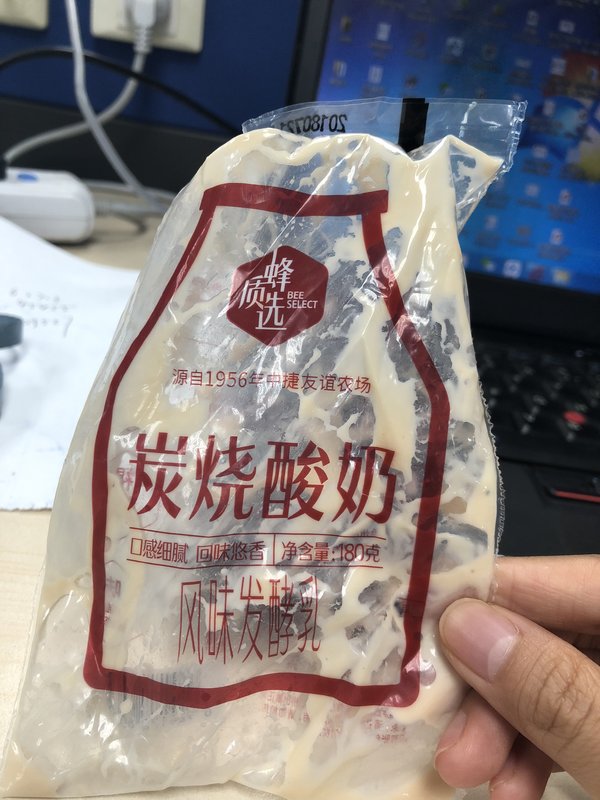 20180721
蜂
质选
BEE
SELECT
源自1956年中捷友谊农场
炭烧酸奶
口感细腻 回味悠香 净含量:180克
风味发酵乳